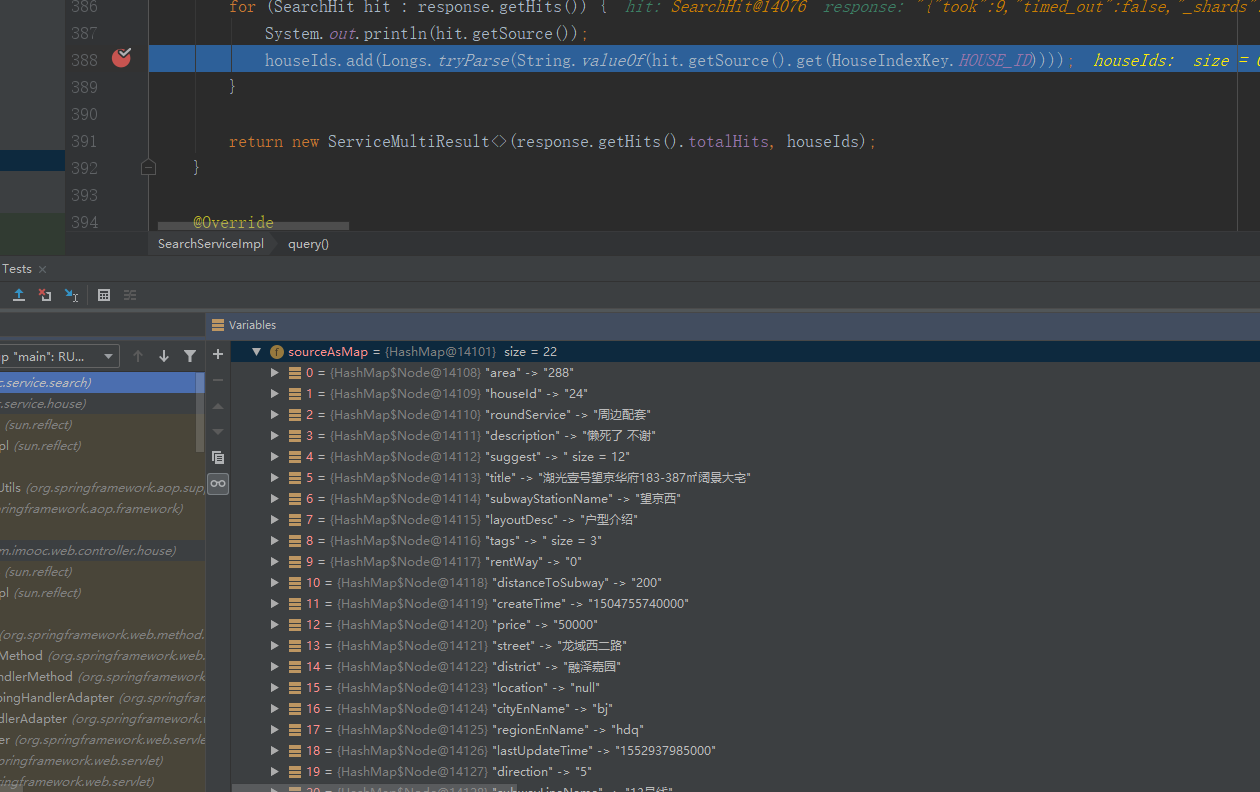 386 for (SearchHit hit : response.getHits()) { hit: SearchHit@14076 response: "{"took":9,"timed_out":false,"_shards"
387 System.out.println(hit.getSource());
388 houseIds.add(Longs.tryParse(String.valueOf(hit.getSource().get(HouseIndexKey.HOUSE_ID)))); houseIds: size =
389 }
390
391 return new ServiceMultiResult<>(response.getHits().totalHits, houseIds);
392 }
393
394 @Override
SearchServiceImpl query()
Tests
Variables
p "main": RU...
sourceAsMap = {HashMap@14101} size = 22
c.service.search)
0 = {HashMap$Node@14108} "area" -> "288"
.service.house)
1 = {HashMap$Node@14109} "houseId" -> "24"
(sun.reflect)
2 = {HashMap$Node@14110} "roundService" -> "周边配套"
pl (sun.reflect)
3 = {HashMap$Node@14111} "description" -> "懒死了 不谢"
4 = {HashMap$Node@14112} "suggest" -> " size = 12"
5 = {HashMap$Node@14113} "title" -> "湖光壹号望京华府183-387㎡阔景大宅"
Utils (org.springframework.aop.sup
6 = {HashMap$Node@14114} "subwayStationName" -> "望京西"
ringframework.aop.framework)
7 = {HashMap$Node@14115} "layoutDesc" -> "户型介绍"
8 = {HashMap$Node@14116} "tags" -> " size = 3"
m.imooc.web.controller.house)
9 = {HashMap$Node@14117} "rentWay" -> "0"
(sun.reflect)
10 = {HashMap$Node@14118} "distanceToSubway" -> "200"
pl (sun.reflect)
11 = {HashMap$Node@14119} "createTime" -> "1504755740000"
12 = {HashMap$Node@14120} "price" -> "50000"
(org.springframework.web.method.
13 = {HashMap$Node@14121} "street" -> "龙域西二路"
Method (org.springframework.web.
14 = {HashMap$Node@14122} "district" -> "融泽嘉园"
ndlerMethod (org.springframework
15 = {HashMap$Node@14123} "location" -> "null"
pingHandlerAdapter (org.springfram
16 = {HashMap$Node@14124} "cityEnName" -> "bj"
dlerAdapter (org.springframework.
17 = {HashMap$Node@14125} "regionEnName" -> "hdq"
er (org.springframework.web.servle
18 = {HashMap$Node@14126} "lastUpdateTime" -> "1552937985000"
pringframework.web.servlet)
19 = {HashMap$Node@14127} "direction" -> "5"
ingframework.web.servlet)
20 = {HashMap$Node@14128} "subwayLineName" -> "13号线"